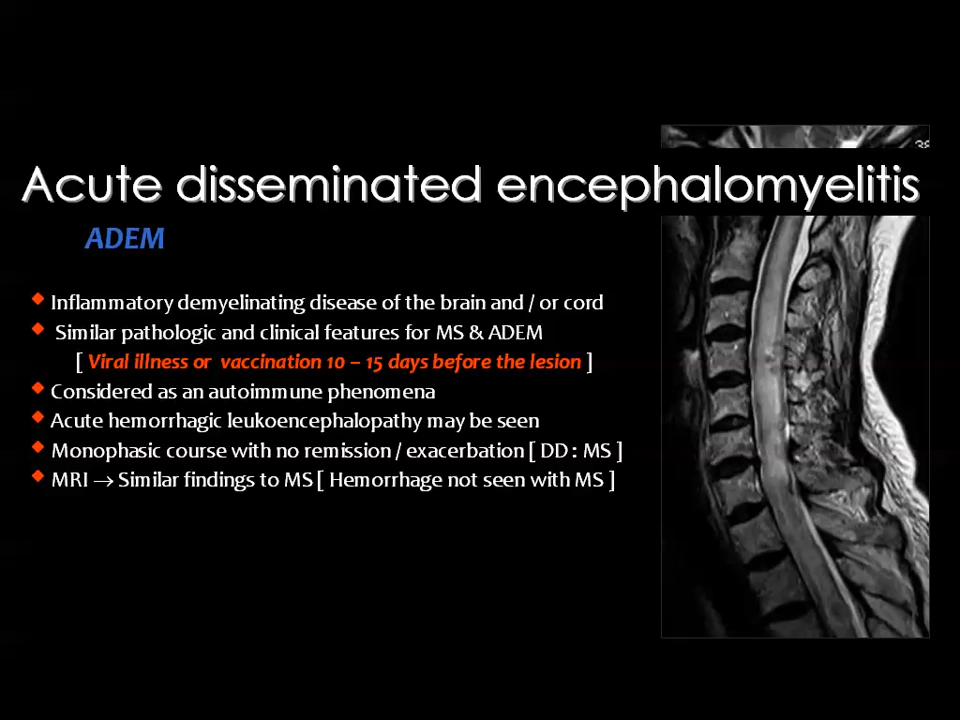 Acute disseminated encephalomyelitis
ADEM
Inflammatory demyelinating disease of the brain and / or cord
Similar pathologic and clinical features for MS & ADEM
[ Viral illness or vaccination 10 – 15 days before the lesion ]
Considered as an autoimmune phenomena
Acute hemorrhagic leukoencephalopathy may be seen
Monophasic course with no remission / exacerbation [ DD : MS ]
MRI → Similar findings to MS [ Hemorrhage not seen with MS ]